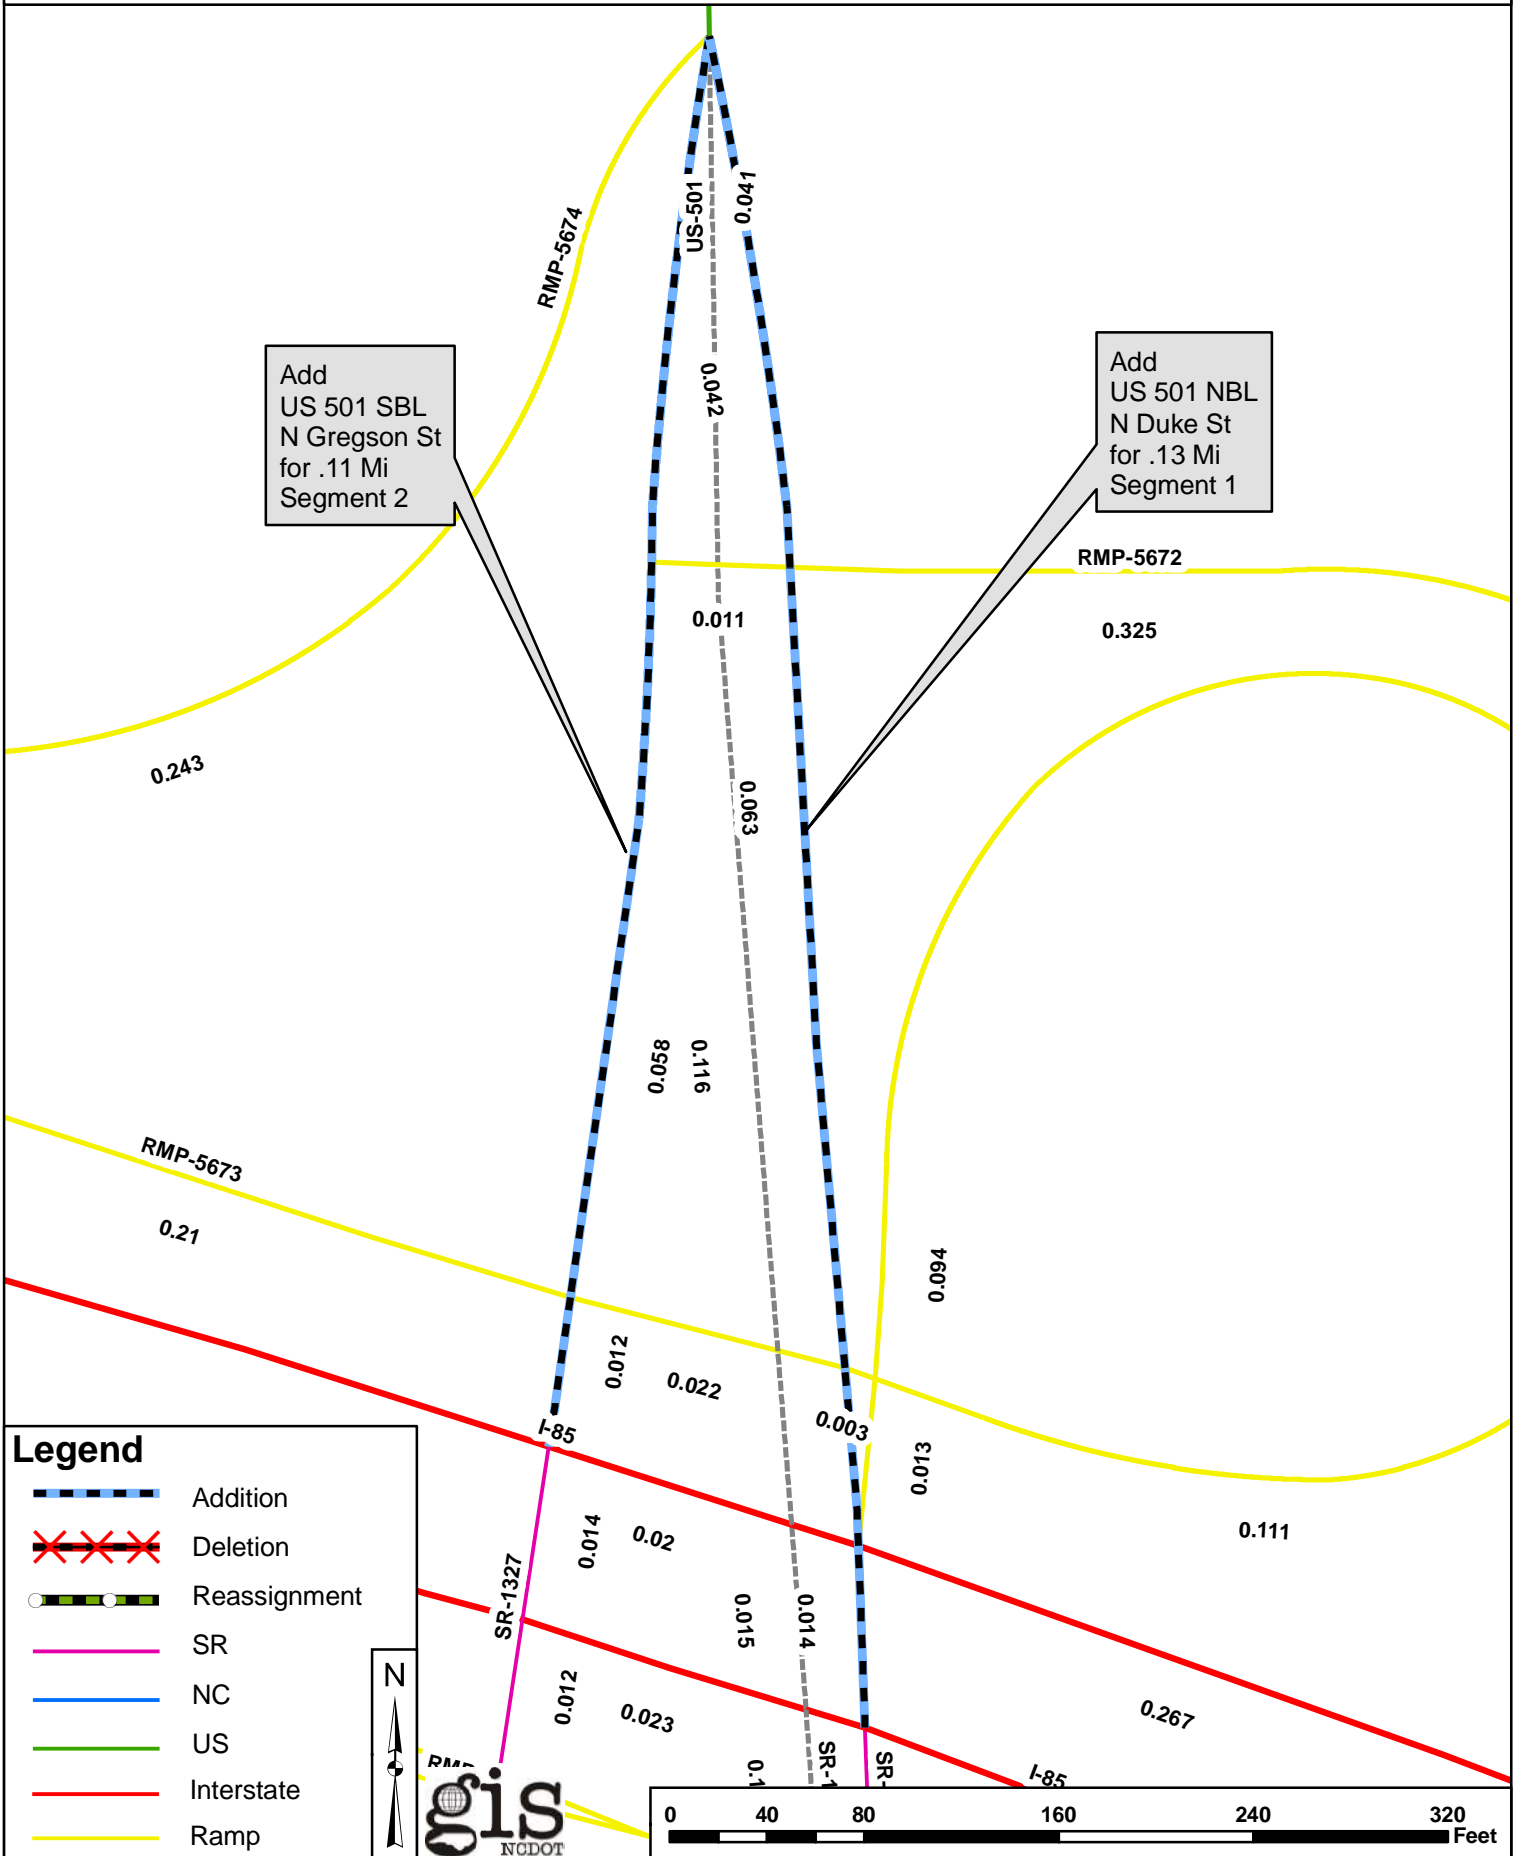 US-501
0.041
RMP-5674
0.042
Add
US 501 SBL
N Gregson St
for .11 Mi
Segment 2
Add
US 501 NBL
N Duke St
for .13 Mi
Segment 1
RMP-5672
0.011
0.325
0.243
0.063
0.058
0.116
RMP-5673
0.21
0.094
0.012
0.022
0.003
I-85
0.013
0.014
0.02
0.111
SR-1327
0.015
0.014
0.012
0.023
0.267
I-85
SR-1
SR-
0.1
Legend
Addition
Deletion
Reassignment
SR
NC
US
Interstate
Ramp
N
gis
NCDOT
0 40 80 160 240 320
Feet